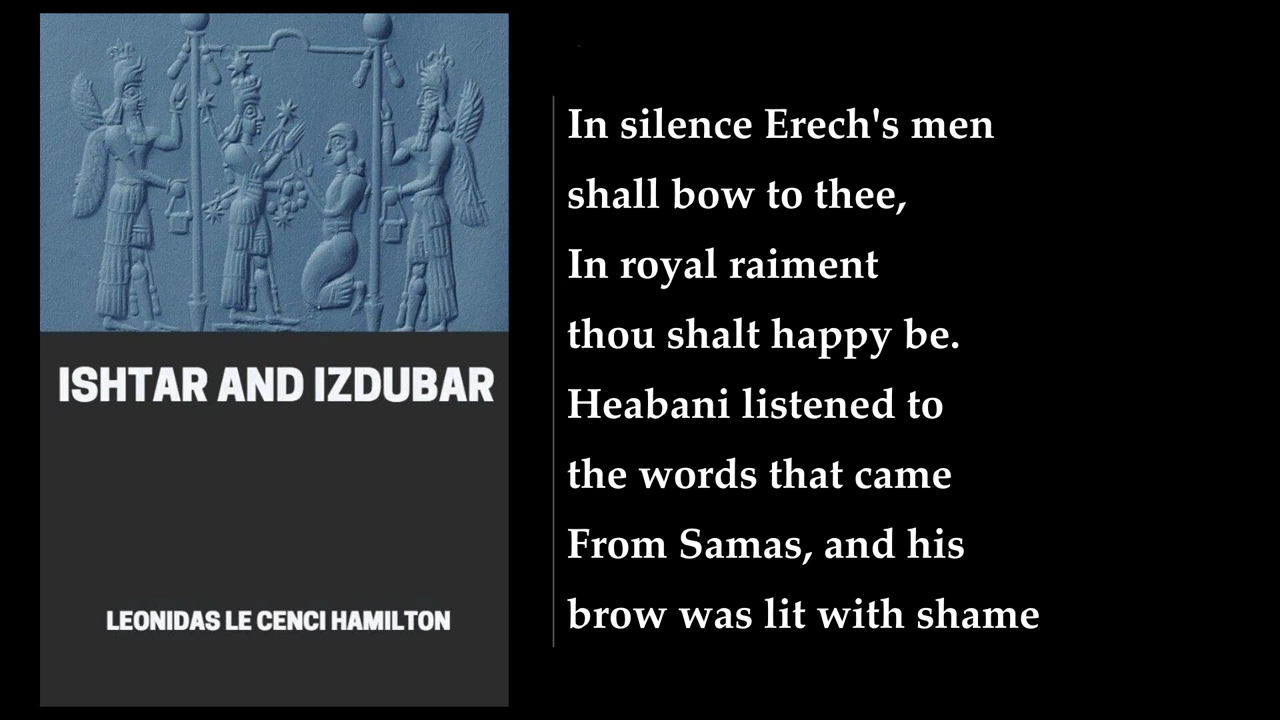 ISHTAR AND IZDUBAR
LEONIDAS LE CENCI HAMILTON
In silence Erech's men
shall bow to thee,
In royal raiment
thou shalt happy be.
Heabani listened to
the words that came
From Samas, and his
brow was lit with shame